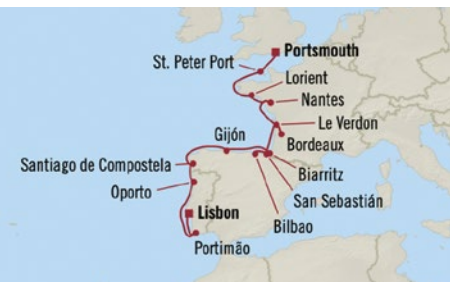 Portsmouth
St. Peter Port
Lorient
Nantes
Le Verdon
Bordeaux
Gijón
Biarritz
Santiago de Compostela
San Sebastián
Oporto
Bilbao
Lisbon
Portimão